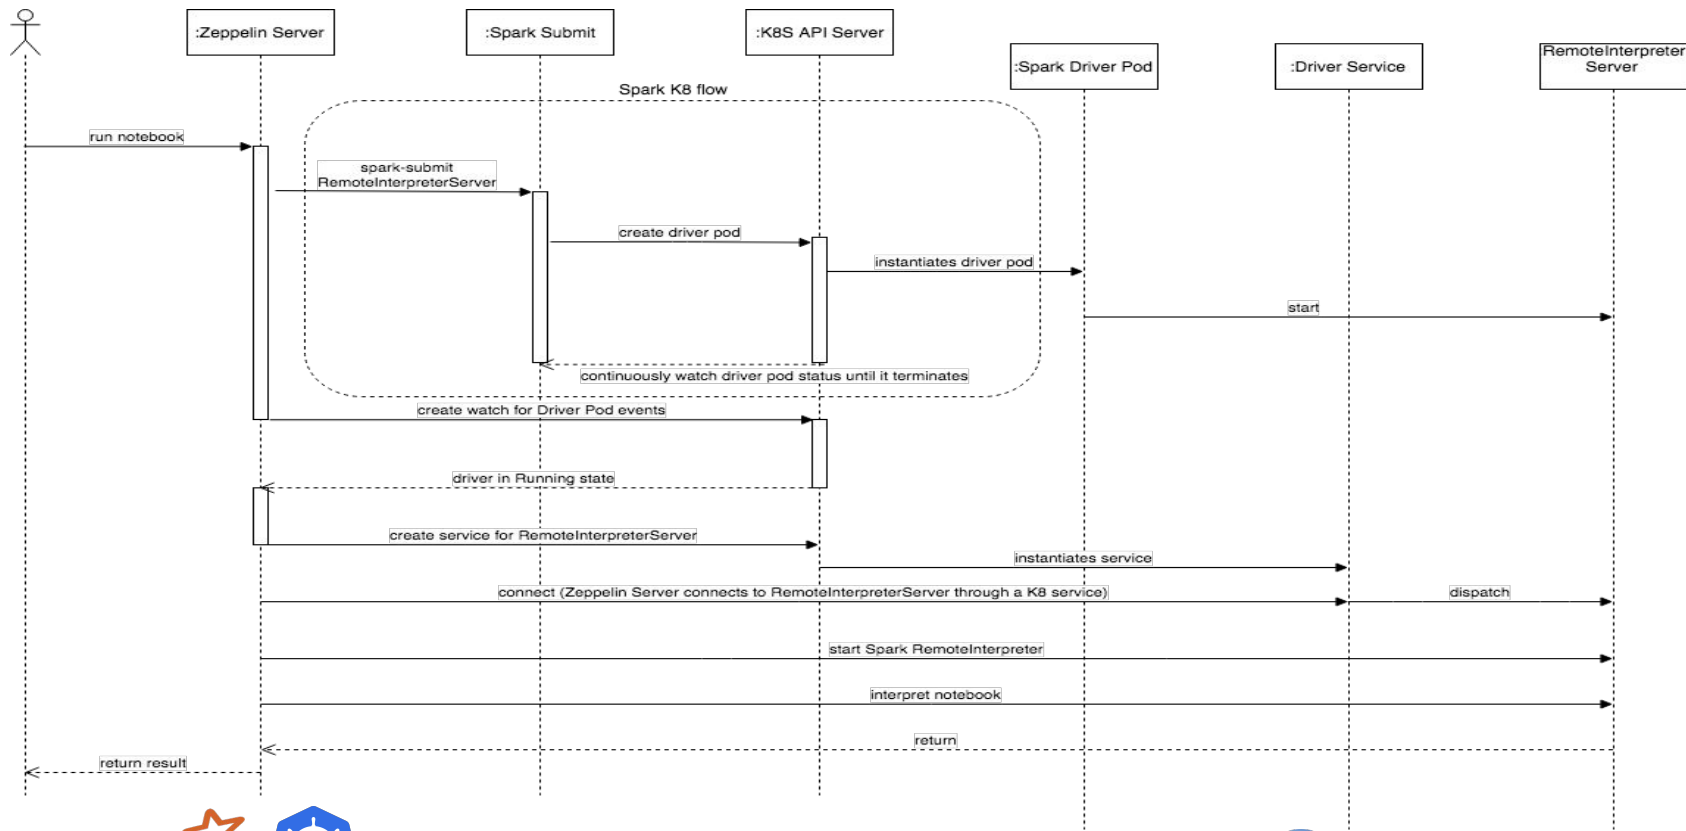 :Zeppelin Server
:Spark Submit
:K8S API Server
:Spark Driver Pod
:Driver Service
RemoteInterpreter
Server
Spark K8 flow
run notebook
spark-submit
RemoteInterpreterServer
create driver pod
instantiates driver pod
start
continuously watch driver pod status until it terminates
create watch for Driver Pod events
driver in Running state
create service for RemoteInterpreterServer
instantiates service
connect (Zeppelin Server connects to RemoteInterpreterServer through a K8 service)
dispatch
start Spark RemoteInterpreter
interpret notebook
return
return result